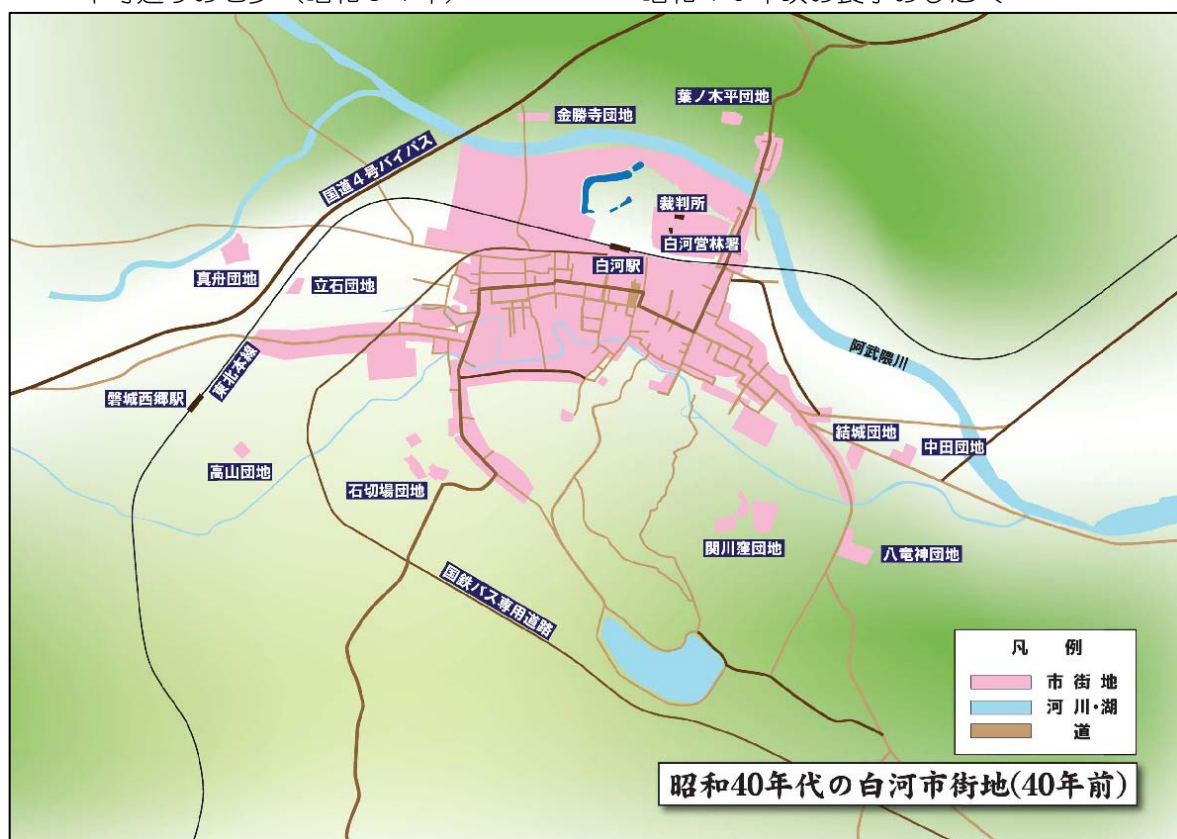 葉ノ木平団地
金勝寺団地
国道4号バイパス
裁判所
白河営林署
白河駅
真舟団地
立石団地
阿武隈川
東北本線
磐城西郷駅
結城団地
中田団地
高山団地
石切場団地
関川窪団地
八竜神団地
国鉄バス専用道路
凡 例
市街地
河川・湖
道
昭和40年代の白河市街地(40年前)